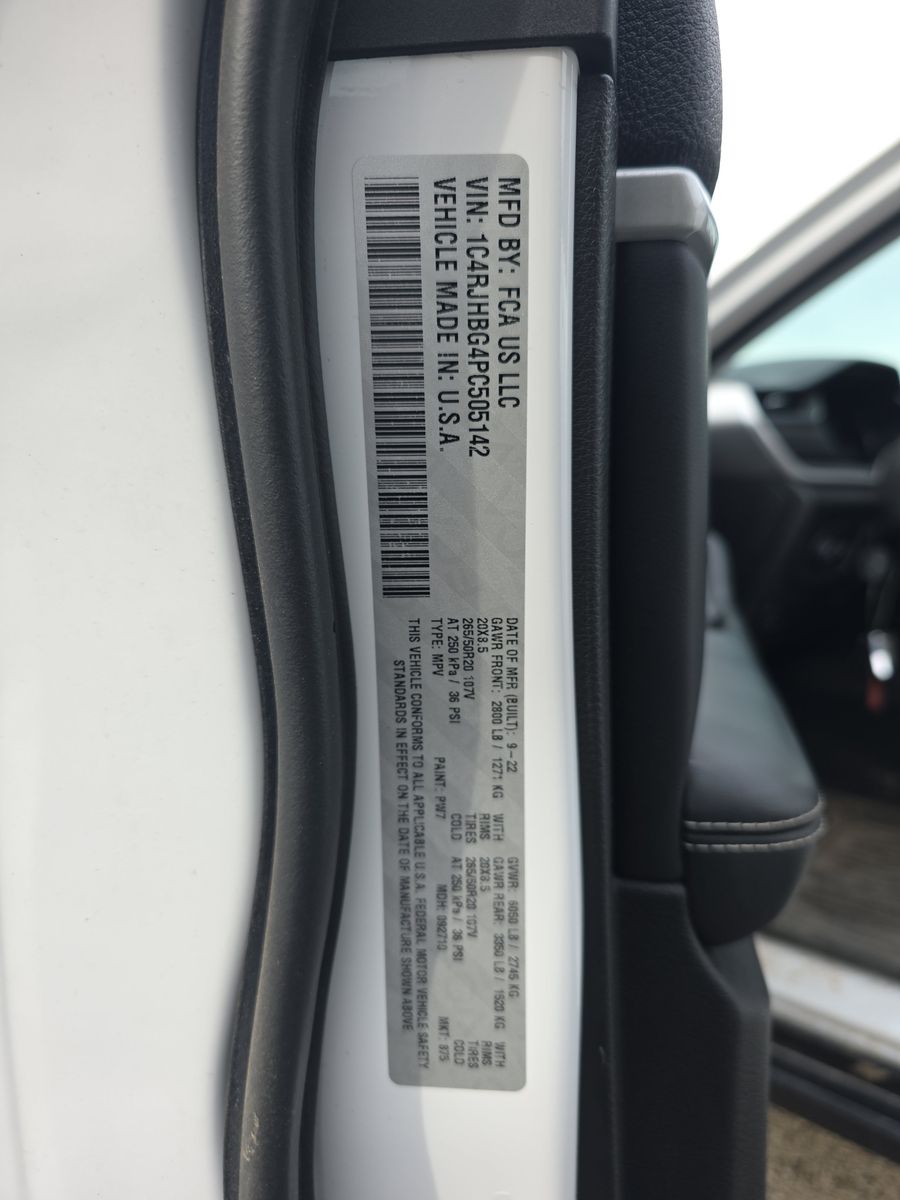 MFD BY: FCA US LLC
VIN: 1C4RJHBG4PC505142
VEHICLE MADE IN: U.S.A.
DATE OF MFR (BUILT): 9-22 GVWR: 6050 LB / 2745 KG
GAWR FRONT: 2800 LB / 1271 KG WITH GAWR REAR: 3350 LB / 1520 KG WITH
20X8.5 RIMS 20X8.5 RIMS
265/50R20 107V TIRES 265/50R20 107V TIRES
AT 250 kPa / 36 PSI COLD AT 250 kPa / 36 PSI COLD
TYPE: MPV PAINT: PW7 MDH: 092710 MKT:
THIS VEHICLE CONFORMS TO ALL APPLICABLE U.S.A. FEDERAL MOTOR VEHICLE SAFETY
STANDARDS IN EFFECT ON THE DATE OF MANUFACTURE SHOWN ABOVE